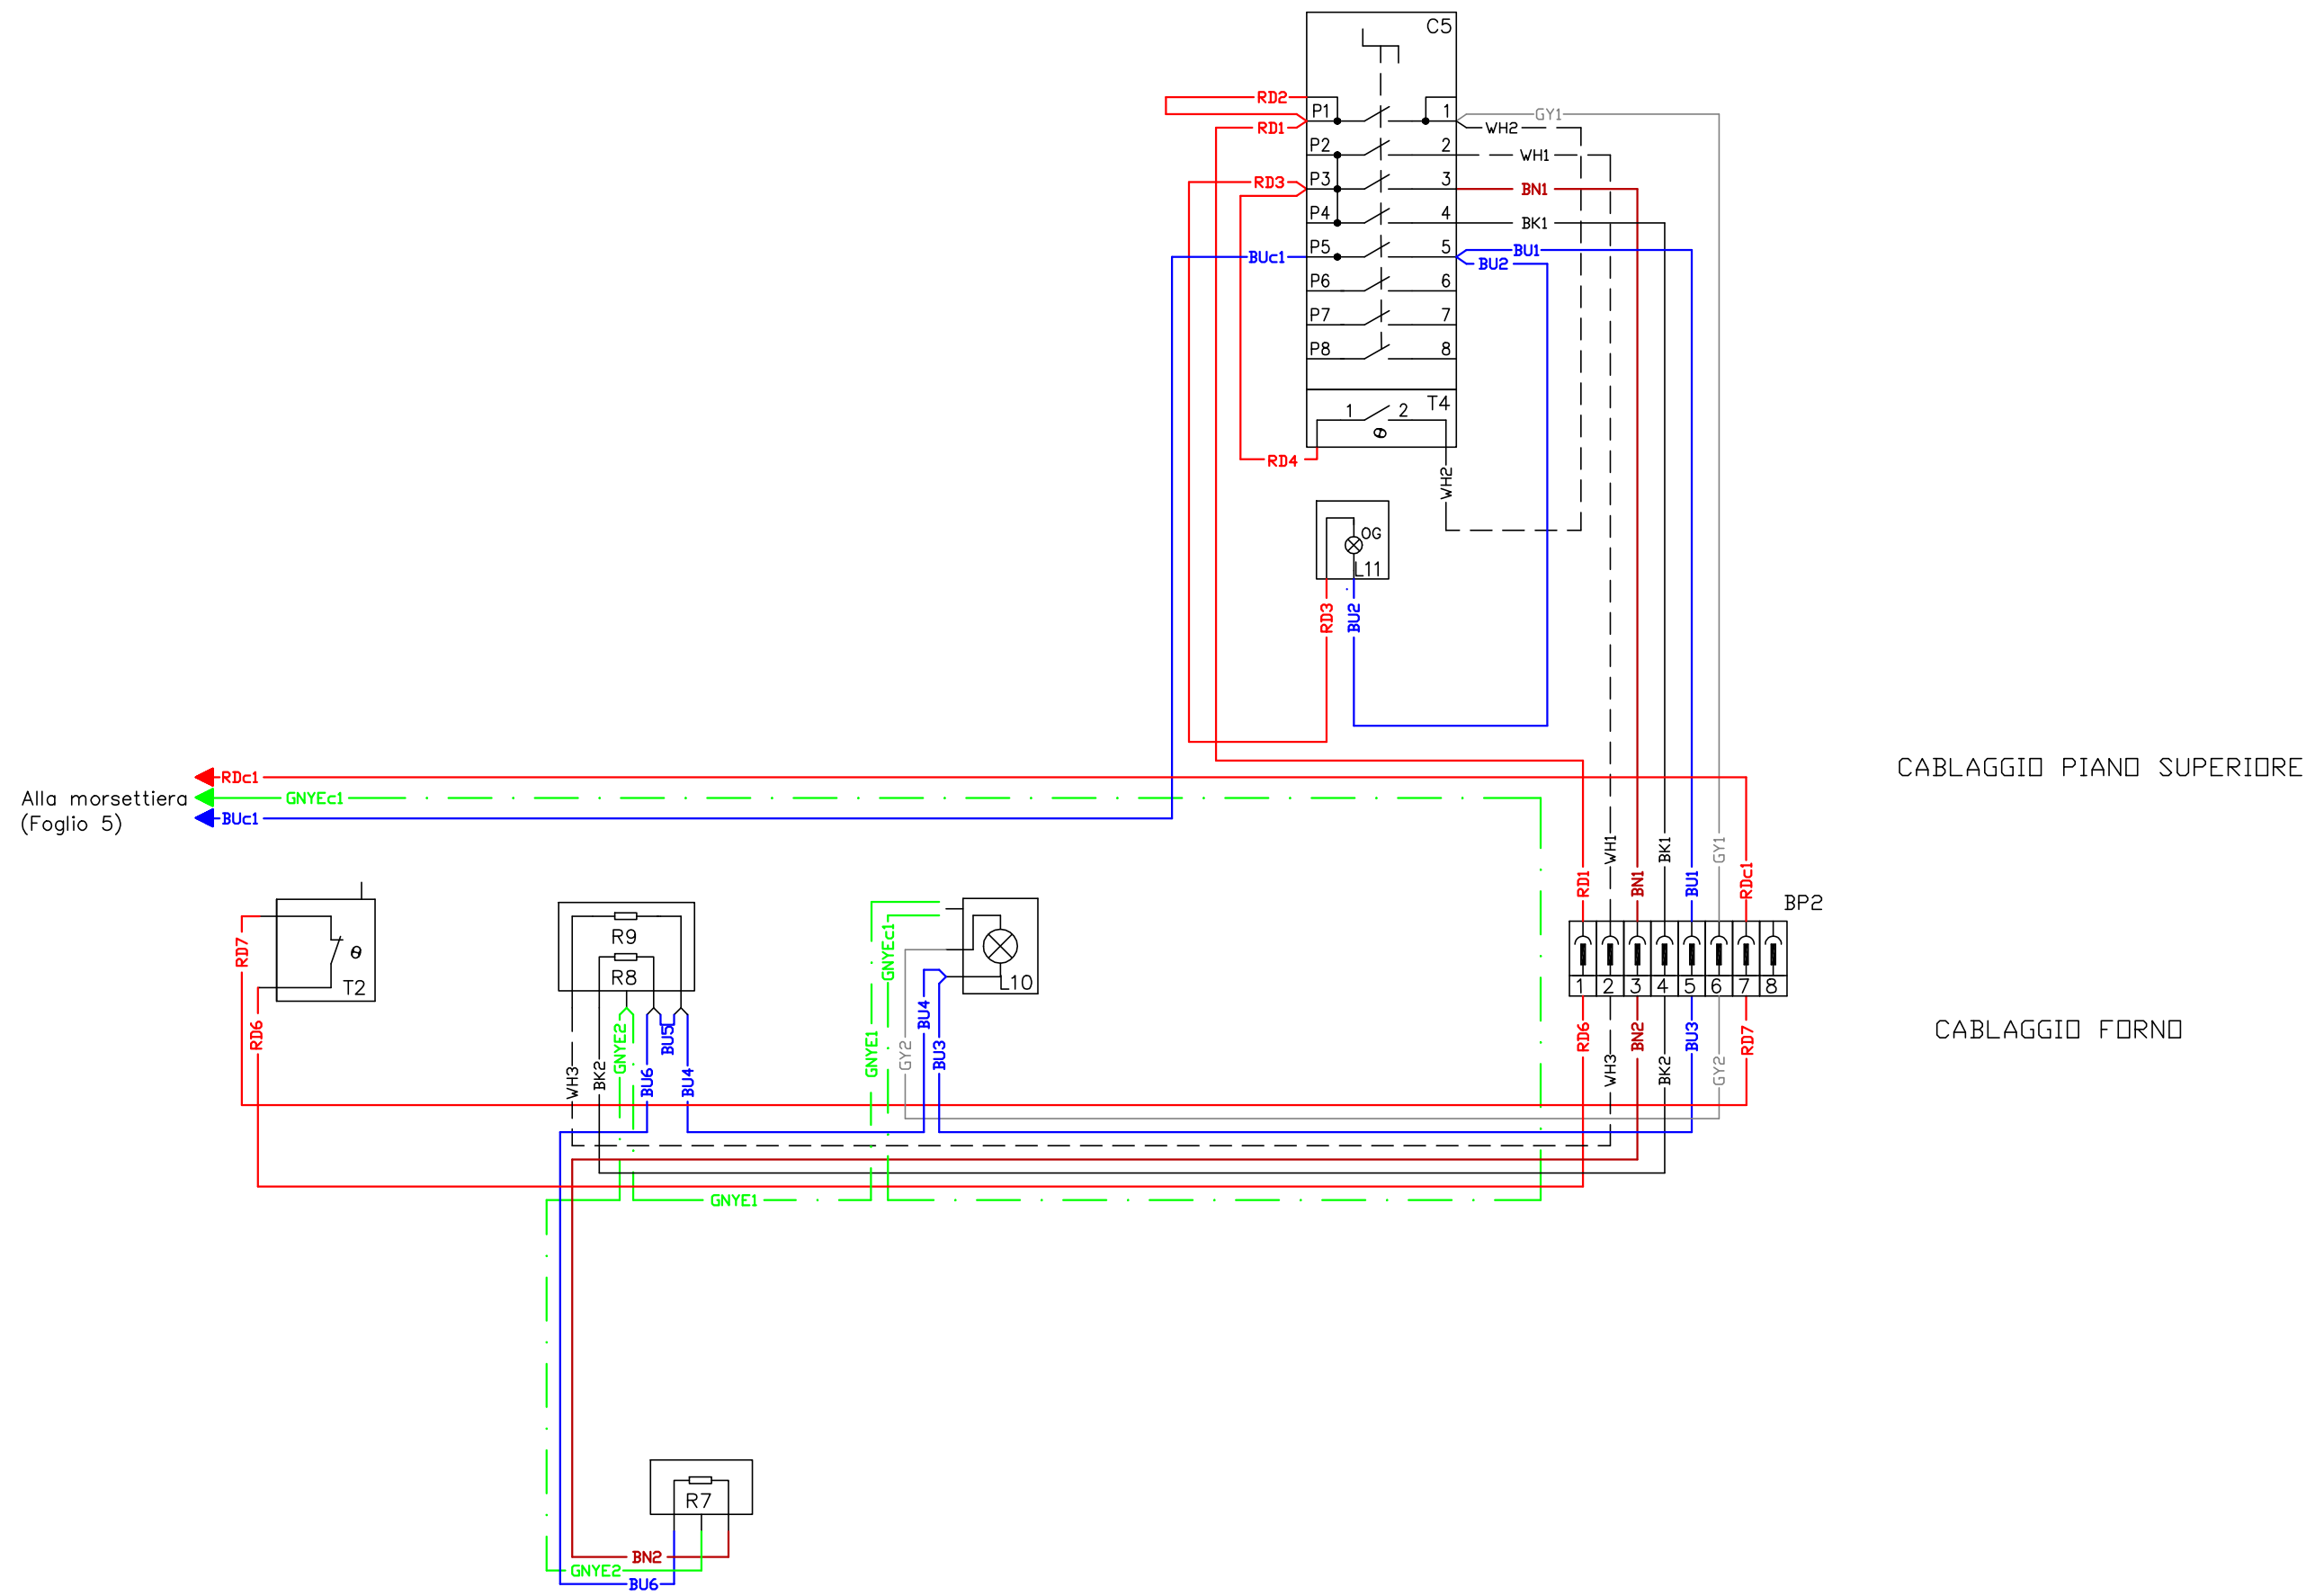 C5
RD2
P1 1 GY1
RD1 WH2
P2 2 WH1
RD3 P3 3 BN1
P4 4 BK1
BUc1 P5 5 BU1
BU2
P6 6
P7 7
P8 8
1 2 T4
θ
RD4
WH2
OG
L11
RD3 BU2
CABLAGGIO PIANO SUPERIORE
RDc1
Alla morsettiera GNYEc1
(Foglio 5) BUc1
WH1 BK1 GY1
RD1 BN1 BU1 RDc1
BP2
RD7 θ R9 GNYEc1
T2 R8 L10 1 2 3 4 5 6 7 8
BU4
CABLAGGIO FORNO
RD6 GNYE2 BU5 GNYE1 GY2 BU3 RD6 BN2 BU3 RD7
WH3 BK2 BU6 BU4 WH3 BK2 GY2
GNYE1
R7
BN2
GNYE2
BU6